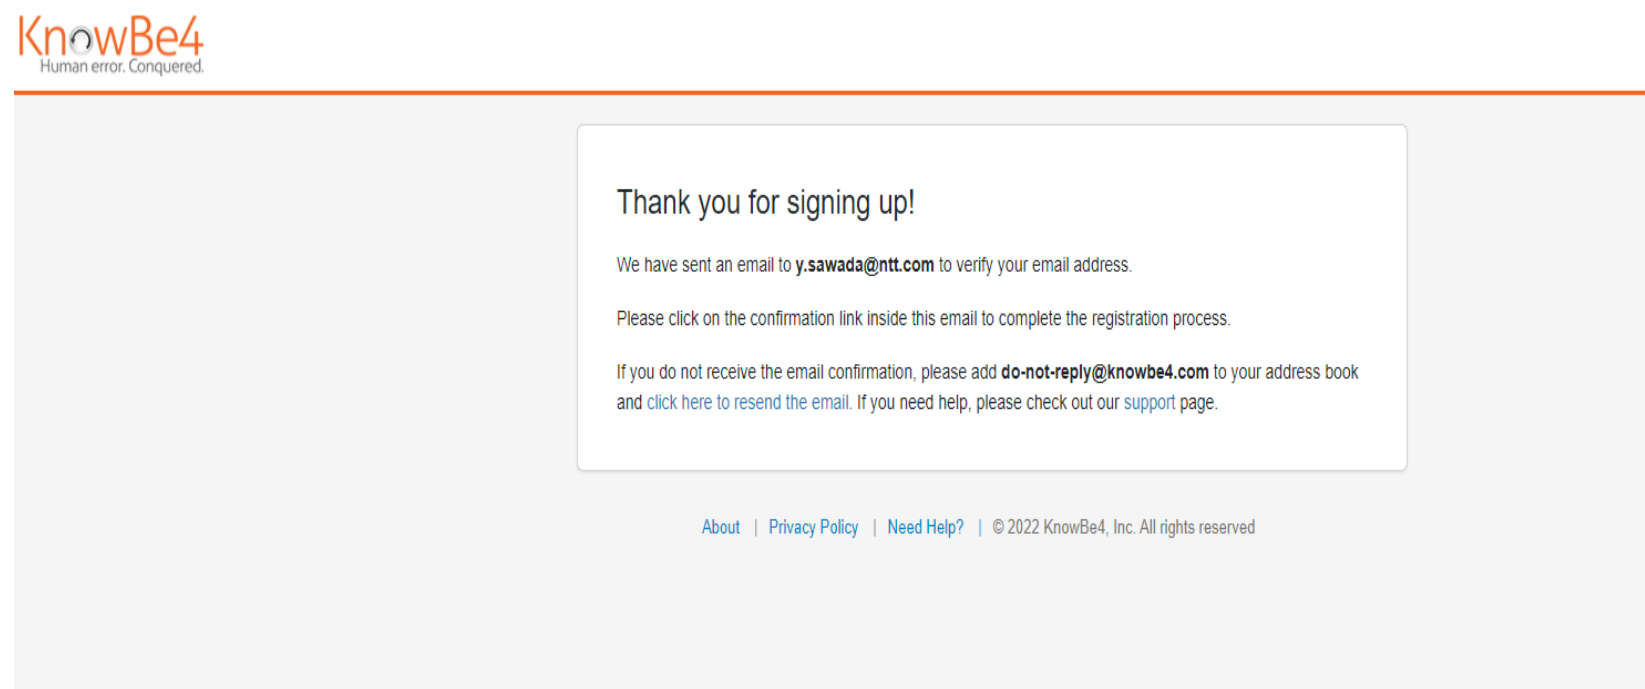 KnowBe4
Human error. Conquered.
Thank you for signing up!
We have sent an email to y.sawada@ntt.com to verify your email address.
Please click on the confirmation link inside this email to complete the registration process.
If you do not receive the email confirmation, please add do-not-reply@knowbe4.com to your address book
and click here to resend the email. If you need help, please check out our support page.
About | Privacy Policy | Need Help? | © 2022 KnowBe4, Inc. All rights reserved